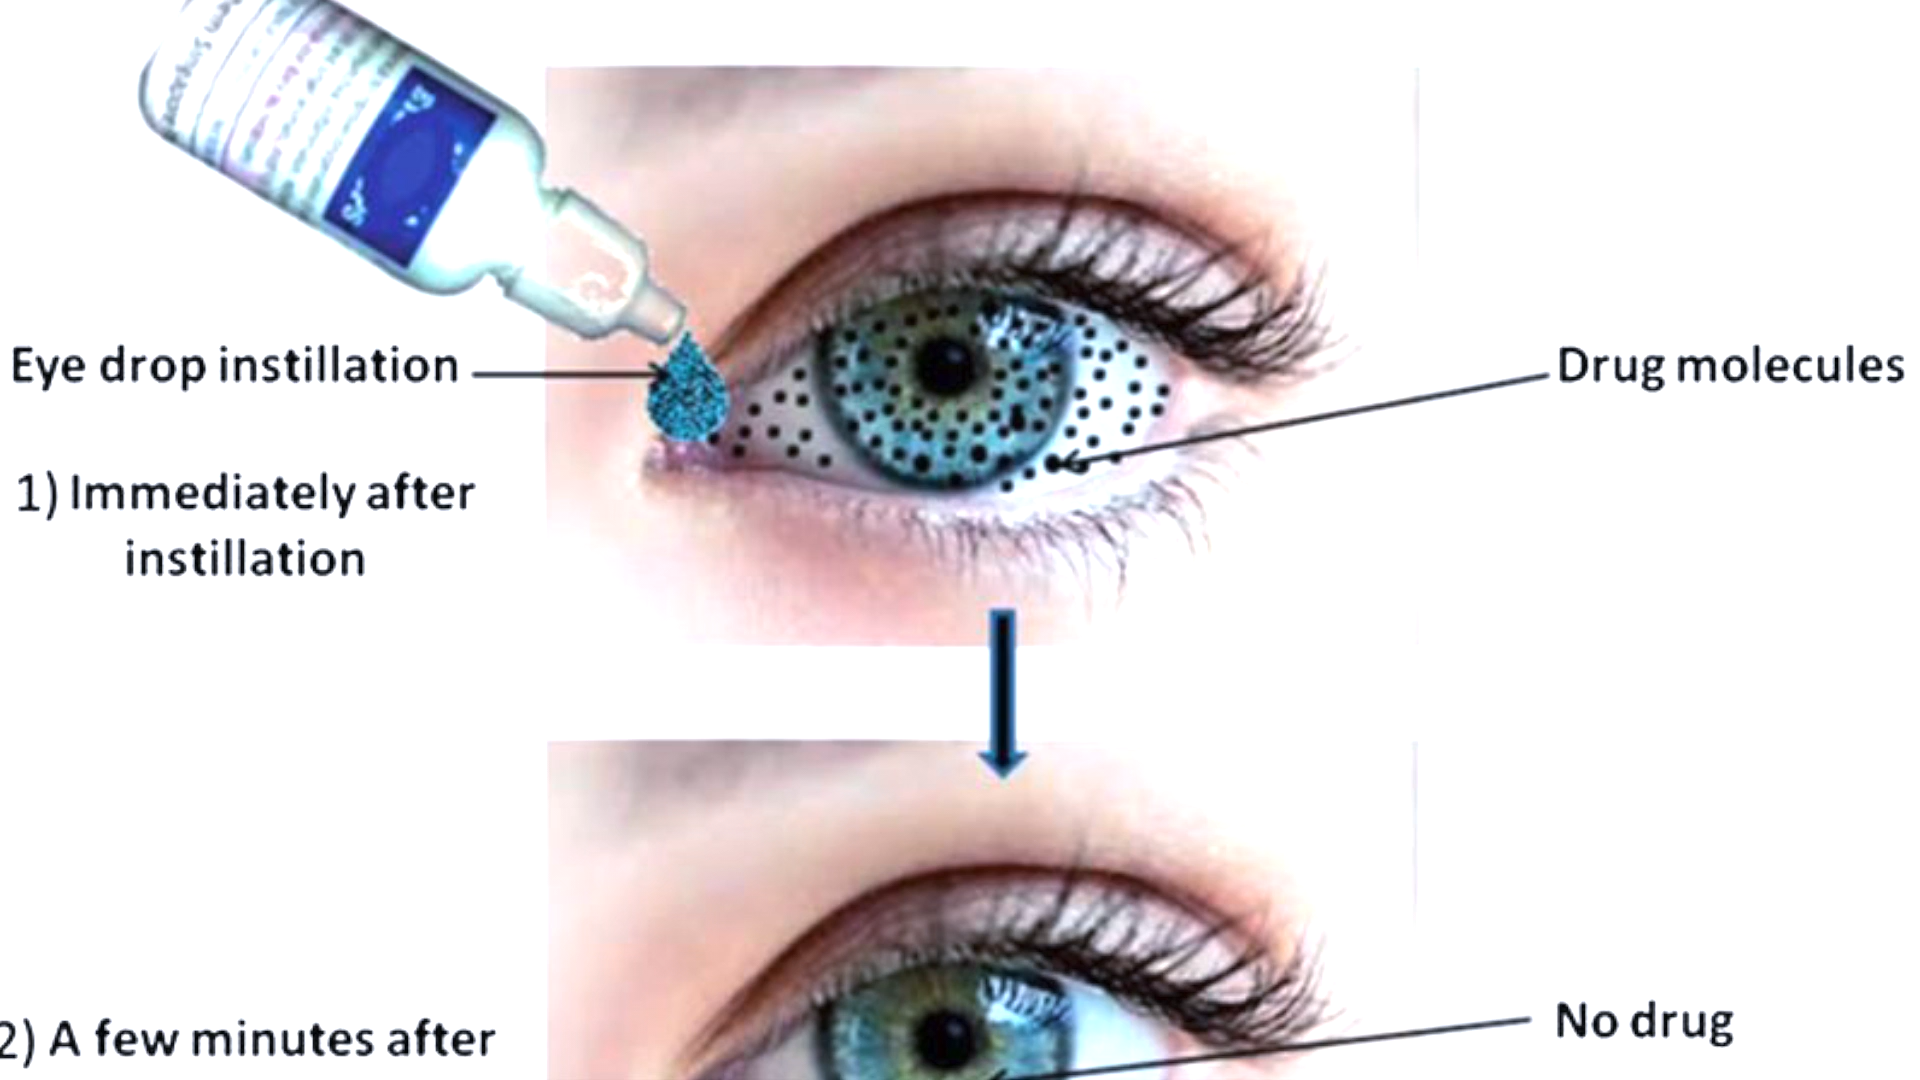 Eye drop instillation
Drug molecules
1) Immediately after
instillation
2) A few minutes after
No drug